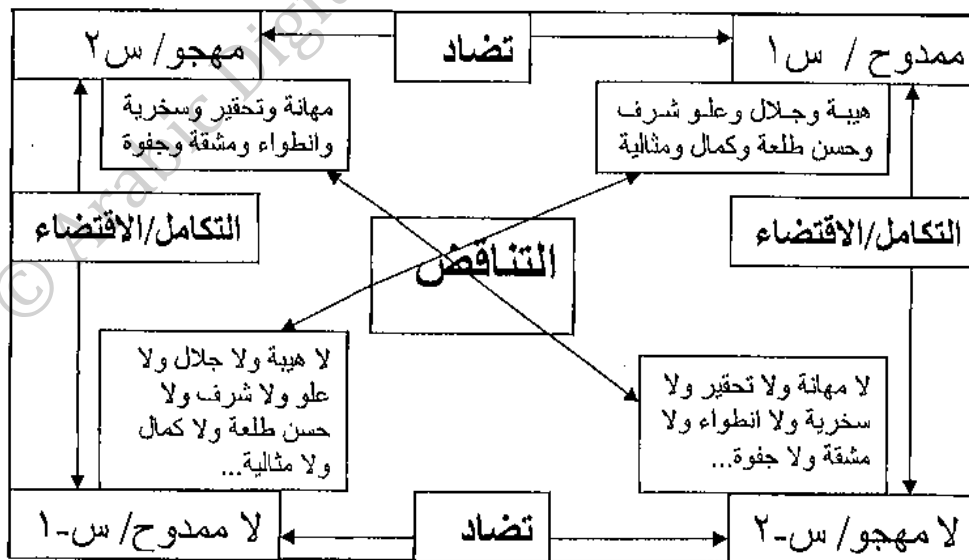 ممدوح / س١
تضاد
مهجو/ س٢
هيبة وجلال وعلو شرف
وحسن طلعة وكمال ومثالية
مهانة وتحقير وسخرية
وانطواء ومشقة وجفوة
التكامل/الاقتضاء
التناقض
التكامل/الاقتضاء
لا مهانة ولا تحقير ولا
سخرية ولا انطواء ولا
مشقة ولا جفوة...
لا هيبة ولا جلال ولا
علو ولا شرف ولا
حسن طلعة ولا كمال
ولا مثالية...
لا مهجو/ س-٢
تضاد
لا ممدوح/ س-١
© Arabic Digi